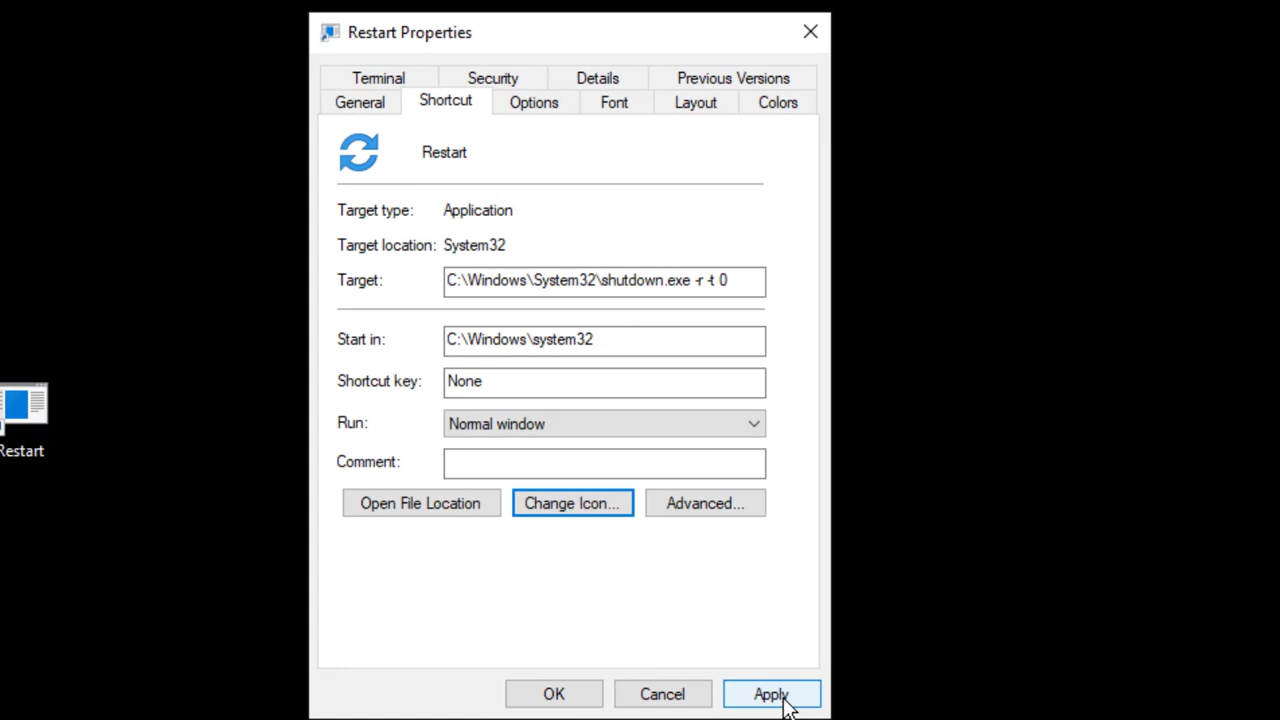 Restart Properties
Terminal Security Details Previous Versions
General Shortcut Options Font Layout Colors
Restart
Target type: Application
Target location: System32
Target: C:\Windows\System32\shutdown.exe -r -t 0
Start in: C:\Windows\system32
Shortcut key: None
Run: Normal window
Comment:
Open File Location Change Icon... Advanced...
OK Cancel Apply
Restart